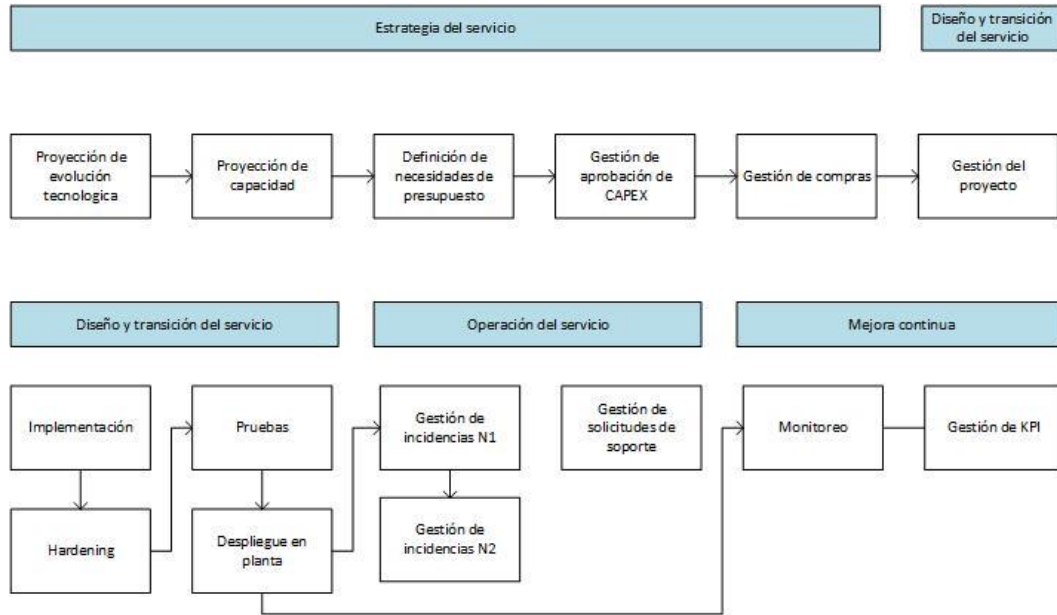 Estrategia del servicio
Diseño y transición
del servicio
Proyección de
evolución
tecnologica
Proyección de
capacidad
Definición de
necesidades de
presupuesto
Gestión de
aprobación de
CAPEX
Gestión de compras
Gestión del
proyecto
Diseño y transición del servicio
Operación del servicio
Mejora continua
Implementación
Pruebas
Gestión de
incidencias N1
Gestión de
solicitudes de
soporte
Monitoreo
Gestión de KPI
Hardening
Despliegue en
planta
Gestión de
incidencias N2